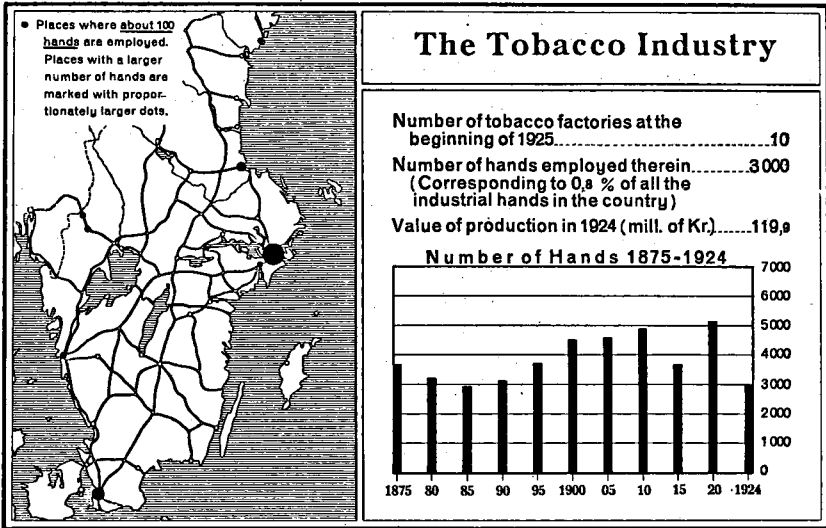 • Places where about 100
hands are employed.
Places with a larger
number of hands are
marked with propor-
tionately larger dots.
The Tobacco Industry
Number of tobacco factories at the
beginning of 1925 10
Number of hands employed therein 3000
(Corresponding to 0,8 % of all the
industrial hands in the country)
Value of production in 1924 (mill. of Kr.) 119,9
Number of Hands 1875-1924
7000
6000
5000
4000
3000
2000
1000
0
1875 80 85 90 95 1900 05 10 15 20 1924